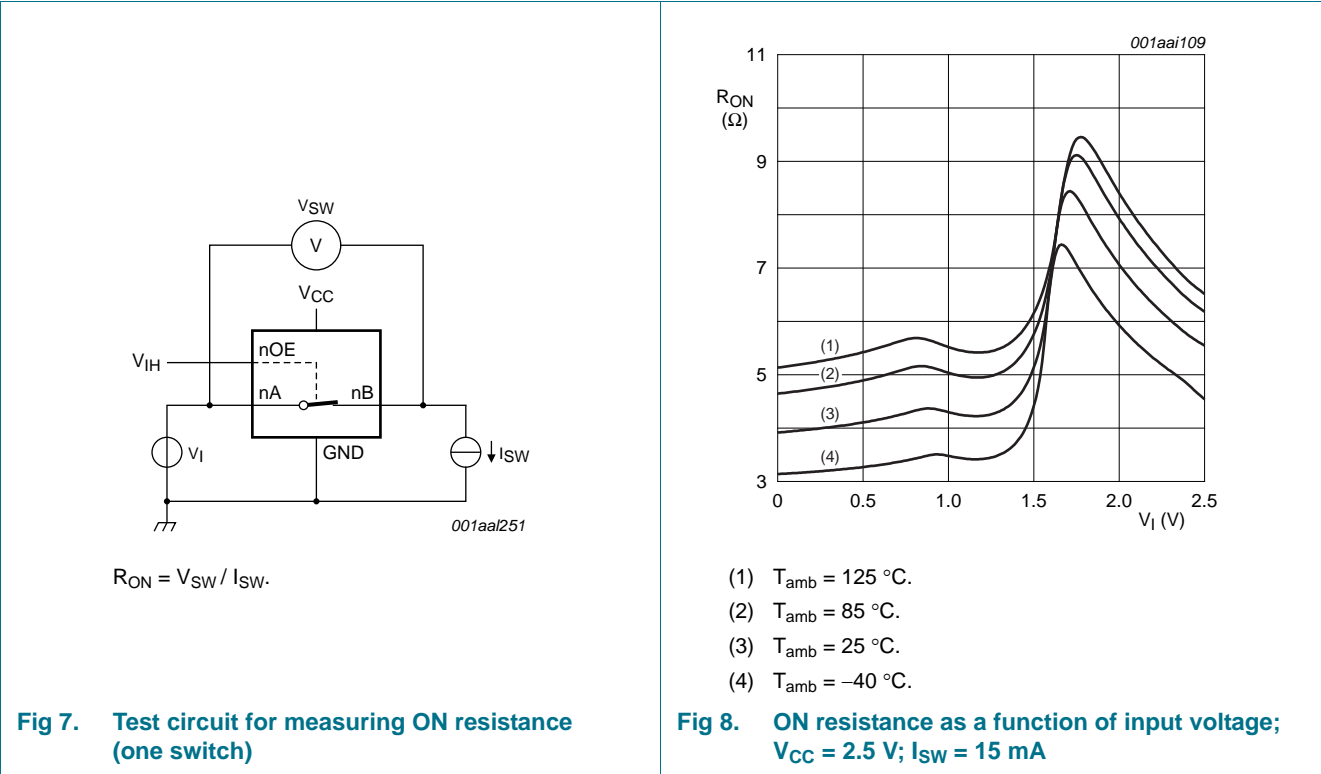 VSW
V
VCC
nOE
VIH
nA
nB
VI
GND
ISW
001aal251
RON = VSW / ISW.
Fig 7. Test circuit for measuring ON resistance
(one switch)
001aai109
11
RON
(Ω)
9
7
5
3
(1)
(2)
(3)
(4)
0
0.5
1.0
1.5
2.0
2.5
VI (V)
(1) Tamb = 125 °C.
(2) Tamb = 85 °C.
(3) Tamb = 25 °C.
(4) Tamb = −40 °C.
Fig 8. ON resistance as a function of input voltage;
VCC = 2.5 V; ISW = 15 mA